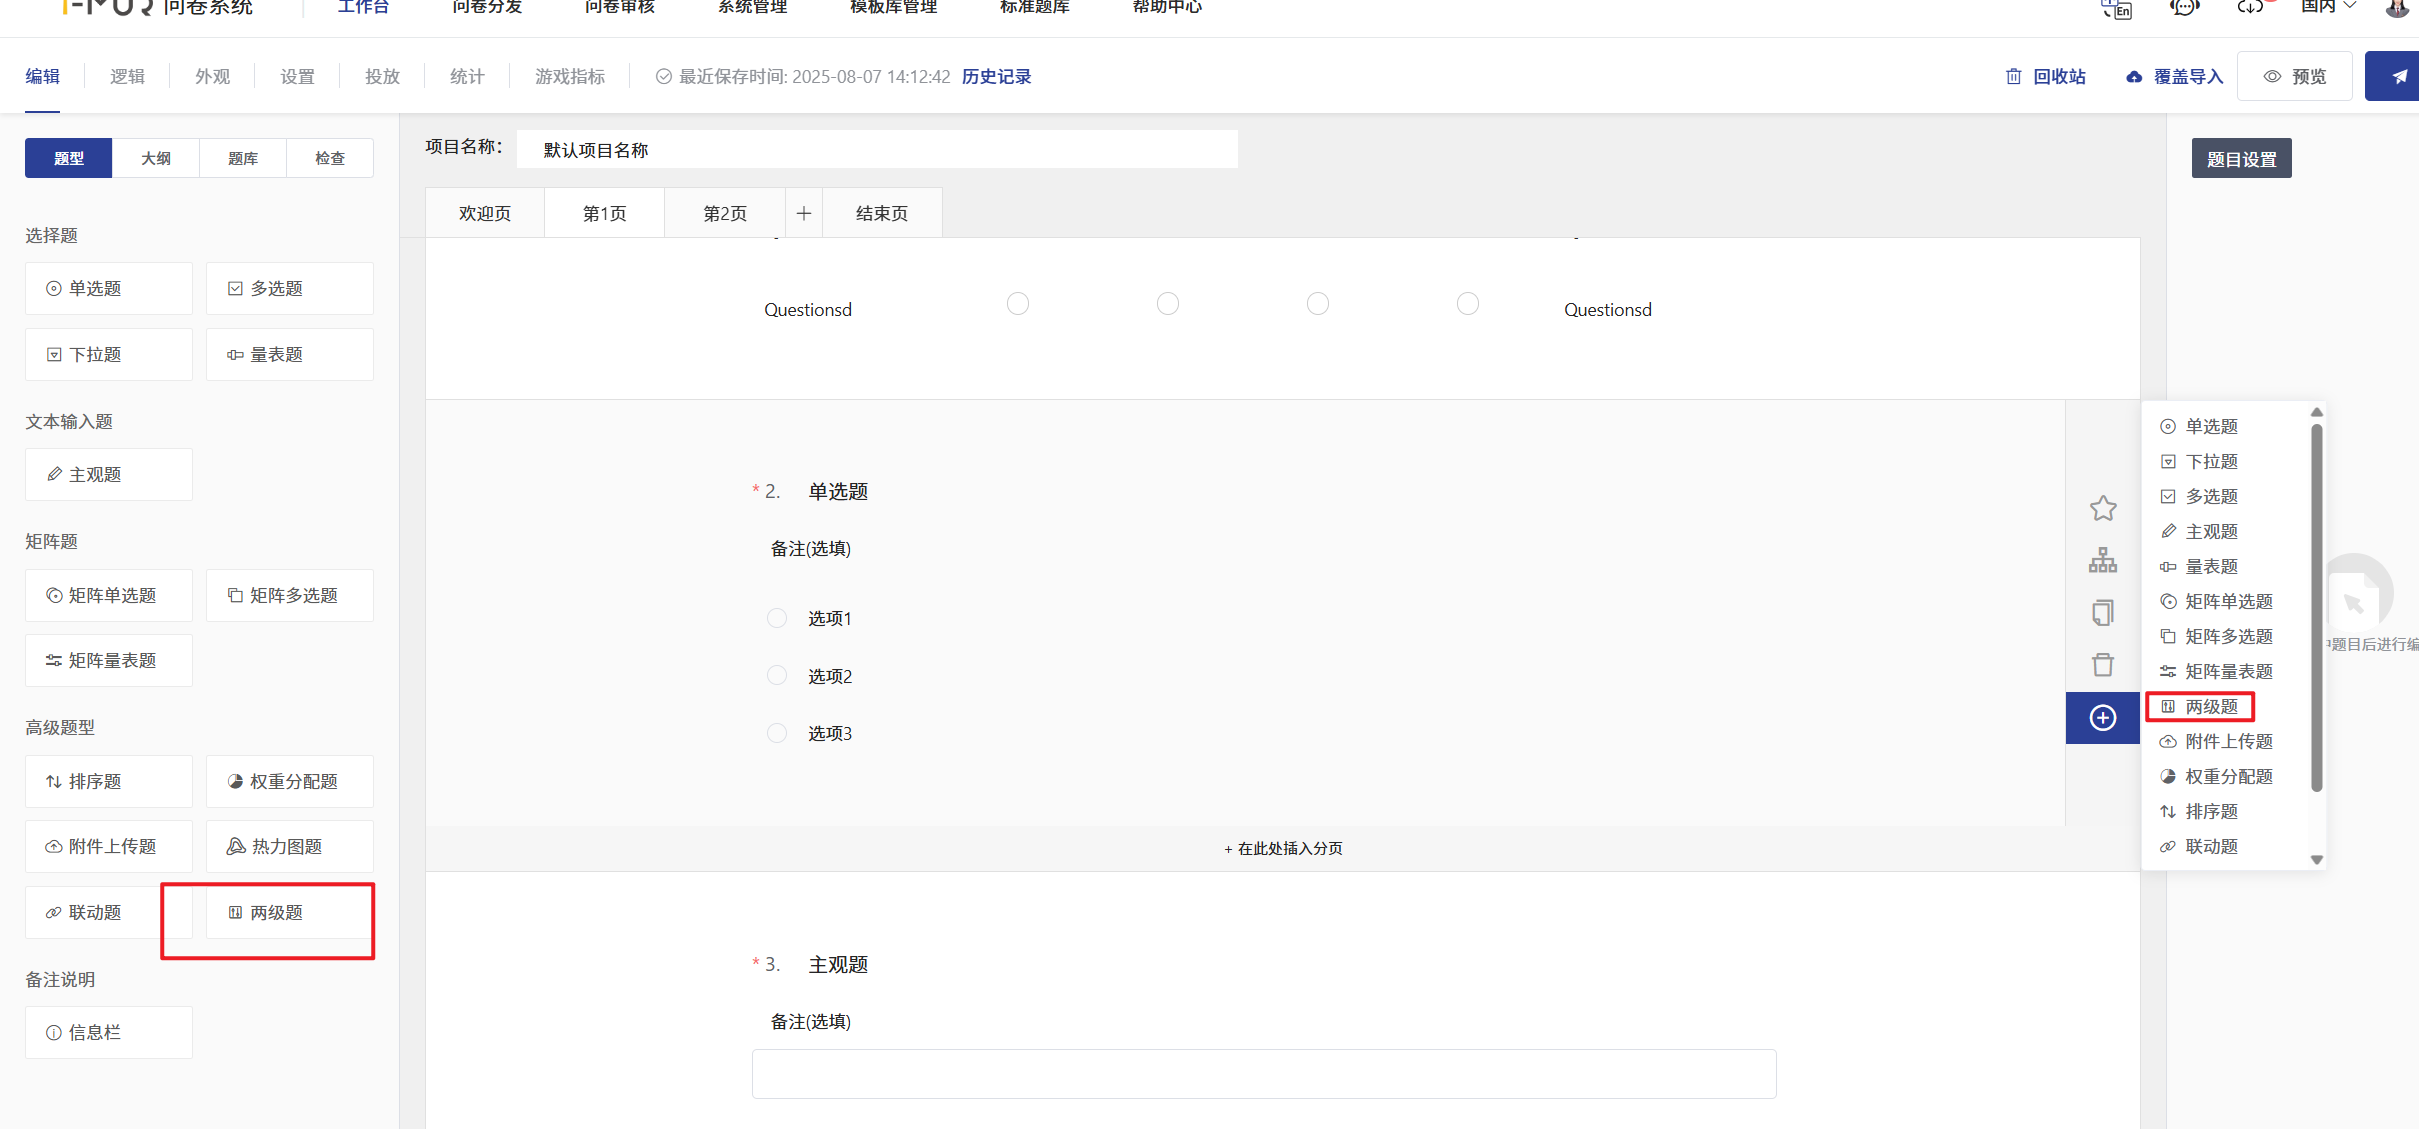 问卷系统
工作台
问卷分发
问卷审核
系统管理
模板库管理
标准题库
帮助中心
En
国内
编辑
逻辑
外观
设置
投放
统计
游戏指标
最近保存时间: 2025-08-07 14:12:42 历史记录
回收站
覆盖导入
预览
题型
大纲
题库
检查
选择题
单选题
多选题
下拉题
量表题
文本输入题
主观题
矩阵题
矩阵单选题
矩阵多选题
矩阵量表题
高级题型
排序题
权重分配题
附件上传题
热力图题
联动题
两级题
备注说明
信息栏
项目名称:
默认项目名称
欢迎页
第1页
第2页
+
结束页
Questionsd
Questionsd
* 2. 单选题
备注(选填)
选项1
选项2
选项3
+ 在此处插入分页
* 3. 主观题
备注(选填)
题目设置
单选题
下拉题
多选题
主观题
量表题
矩阵单选题
矩阵多选题
矩阵量表题
两级题
附件上传题
权重分配题
排序题
联动题
题目后进行编